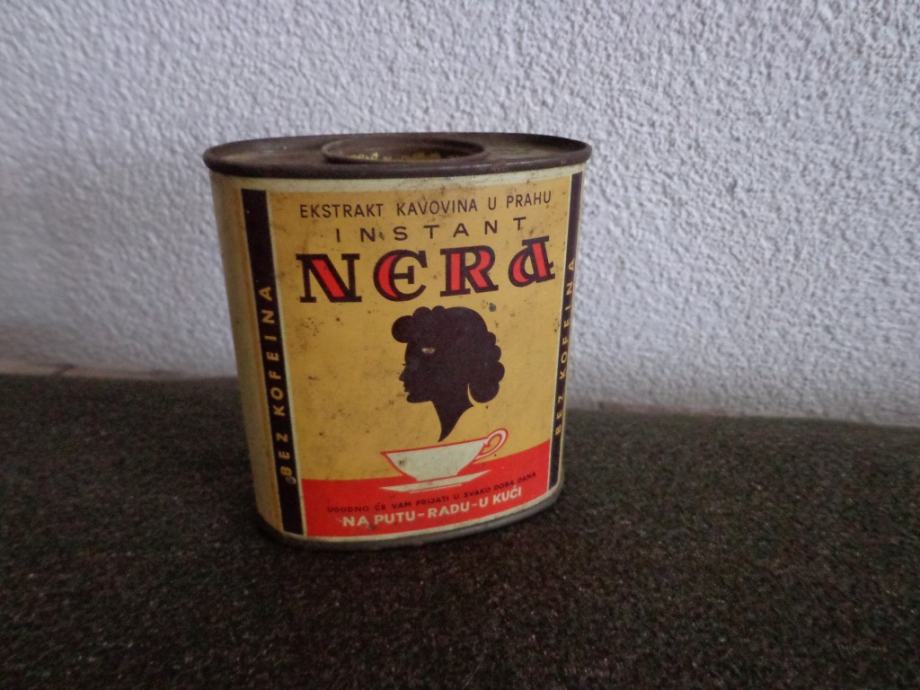 EKSTRAKT KAVOVINA U PRAHU
INSTANT
NERA
BEZ KOFEINA
BEZ KOFEINA
UGODNO ĆE VAM PRIJATI U SVAKO DOBA DANA
NA PUTU-RADU-U KUĆI